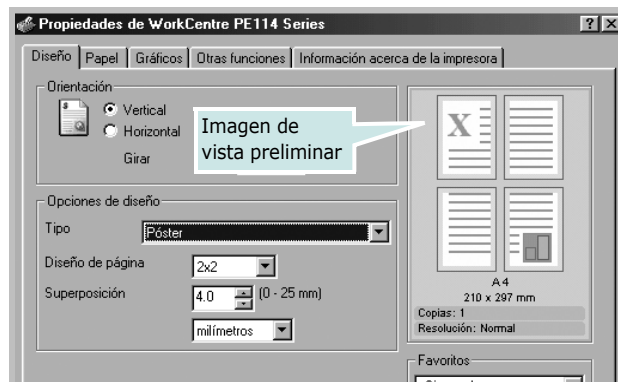 Propiedades de WorkCentre PE114 Series
Diseño Papel Gráficos Otras funciones Información acerca de la impresora
Orientación
Vertical
Horizontal
Girar
Imagen de
vista preliminar
X
Opciones de diseño
Tipo Póster
Diseño de página 2x2
Superposición 4.0 (0 - 25 mm)
milímetros
A4
210 x 297 mm
Copias: 1
Resolución: Normal
Favoritos